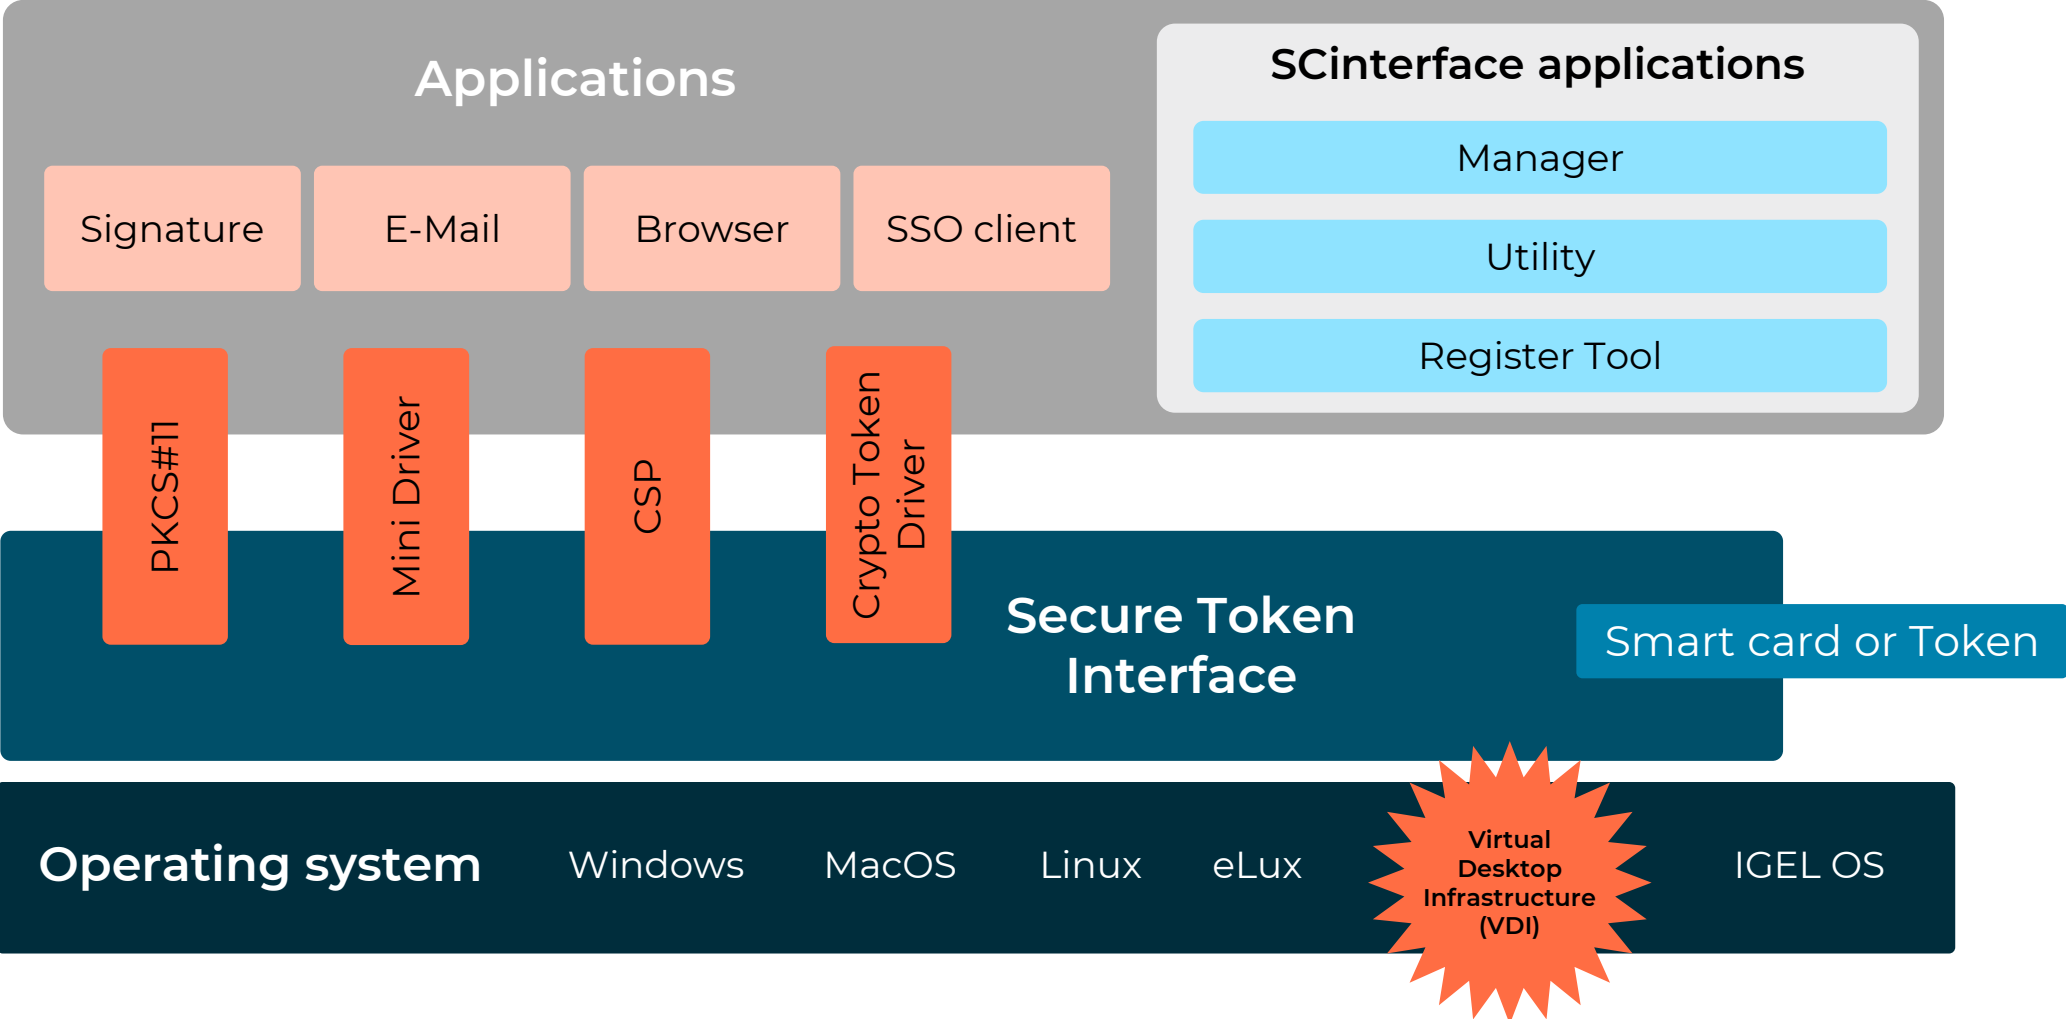 Applications
Signature
E-Mail
Browser
SSO client
SCinterface applications
Manager
Utility
Register Tool
PKCS#11
Mini Driver
CSP
Crypto Token
Driver
Secure Token
Interface
Smart card or Token
Operating system
Windows
MacOS
Linux
eLux
Virtual
Desktop
Infrastructure
(VDI)
IGEL OS